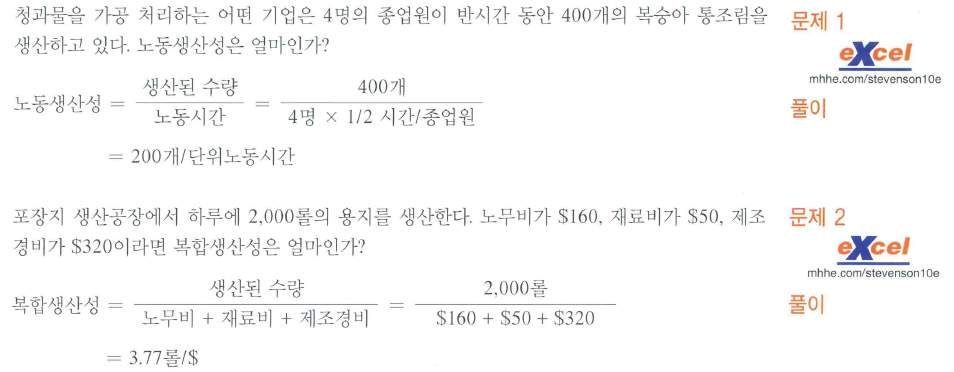 청과물을 가공 처리하는 어떤 기업은 4명의 종업원이 반시간 동안 400개의 복숭아 통조림을
생산하고 있다. 노동생산성은 얼마인가?
문제 1
eXcel
mhhe.com/stevenson10e
풀이
노동생산성 = 생산된 수량 / 노동시간 = 400개 / 4명 × 1/2 시간/종업원
= 200개/단위노동시간
포장지 생산공장에서 하루에 2,000롤의 용지를 생산한다. 노무비가 $160, 재료비가 $50, 제조
경비가 $320이라면 복합생산성은 얼마인가?
문제 2
eXcel
mhhe.com/stevenson10e
풀이
복합생산성 = 생산된 수량 / 노무비 + 재료비 + 제조경비 = 2,000롤 / $160 + $50 + $320
= 3.77롤/$